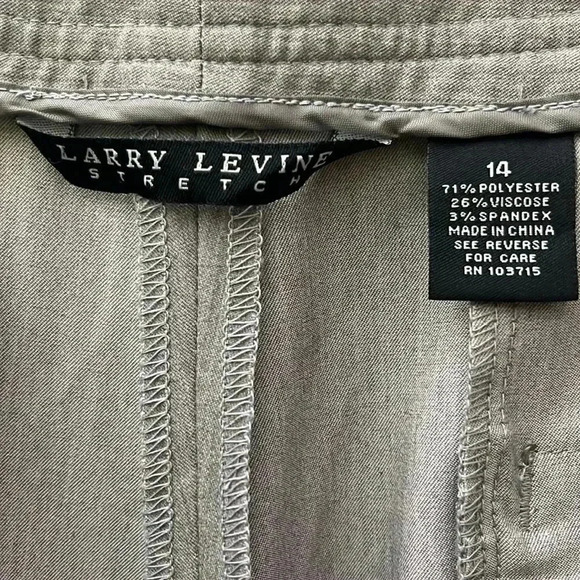 LARRY LEVINE
STRETCH
14
71% POLYESTER
26% VISCOSE
3% SPANDEX
MADE IN CHINA
SEE REVERSE
FOR CARE
RN 103715